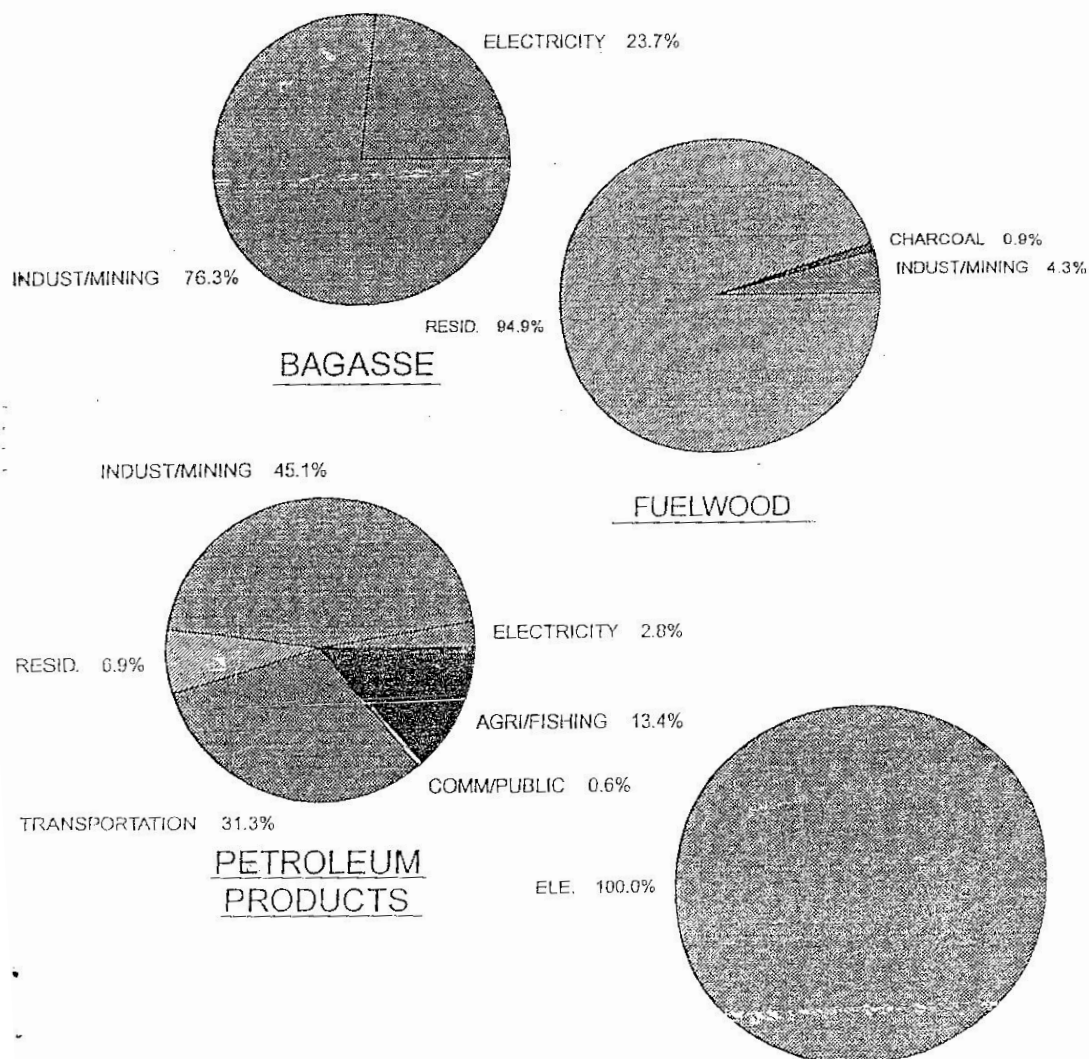 ELECTRICITY 23.7%
INDUST/MINING 76.3%
BAGASSE
CHARCOAL 0.9%
INDUST/MINING 4.3%
RESID. 94.9%
FUELWOOD
INDUST/MINING 45.1%
ELECTRICITY 2.8%
RESID. 6.9%
AGRI/FISHING 13.4%
COMM/PUBLIC 0.6%
TRANSPORTATION 31.3%
PETROLEUM
PRODUCTS
ELE. 100.0%